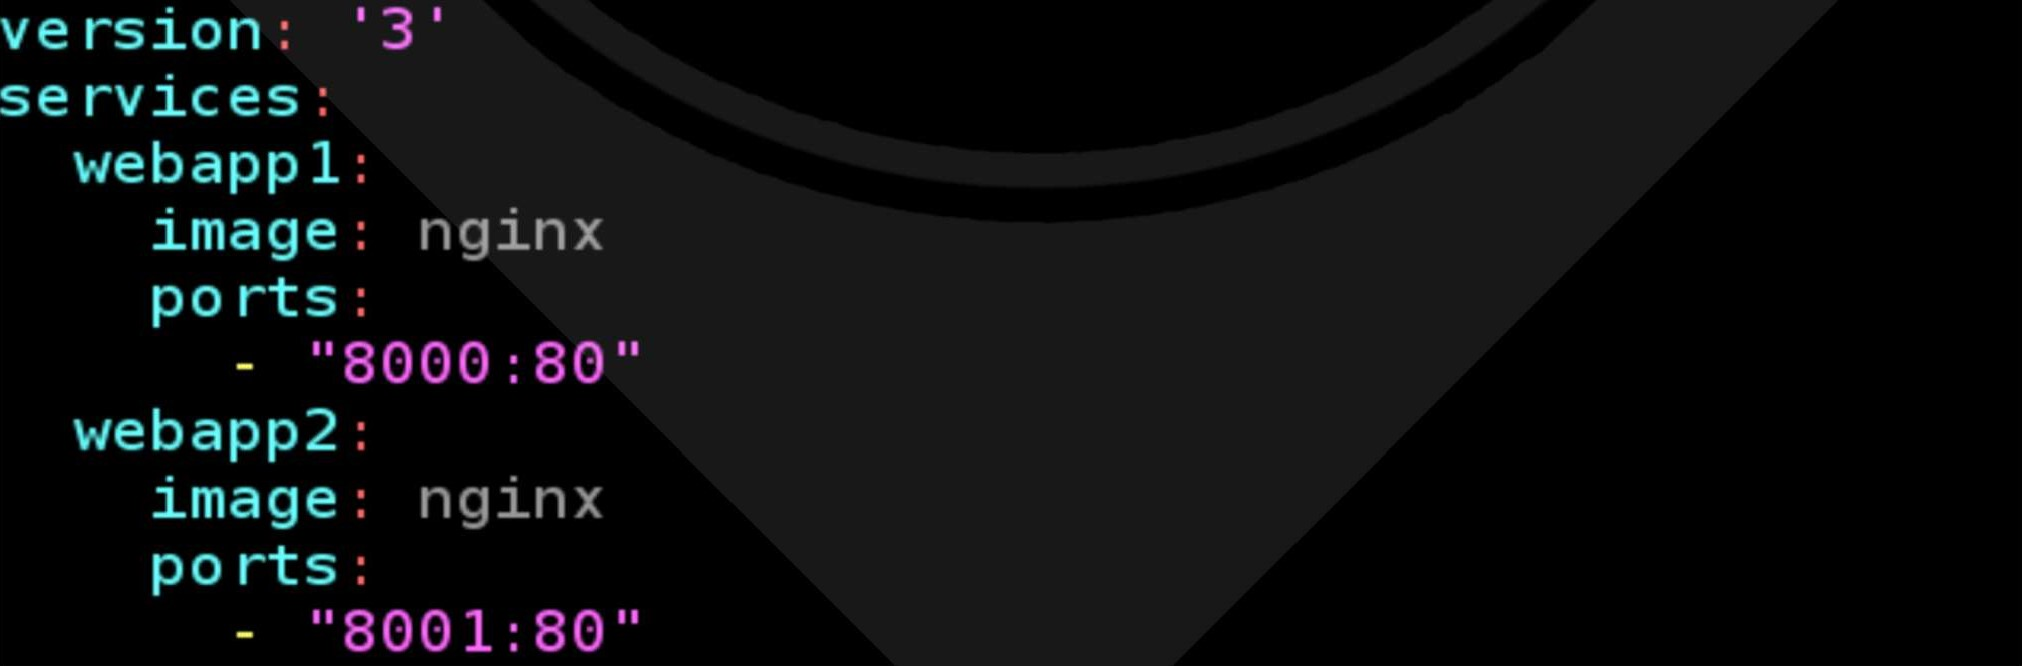 version: '3'
services:
  webapp1:
    image: nginx
    ports:
      - "8000:80"
  webapp2:
    image: nginx
    ports:
      - "8001:80"